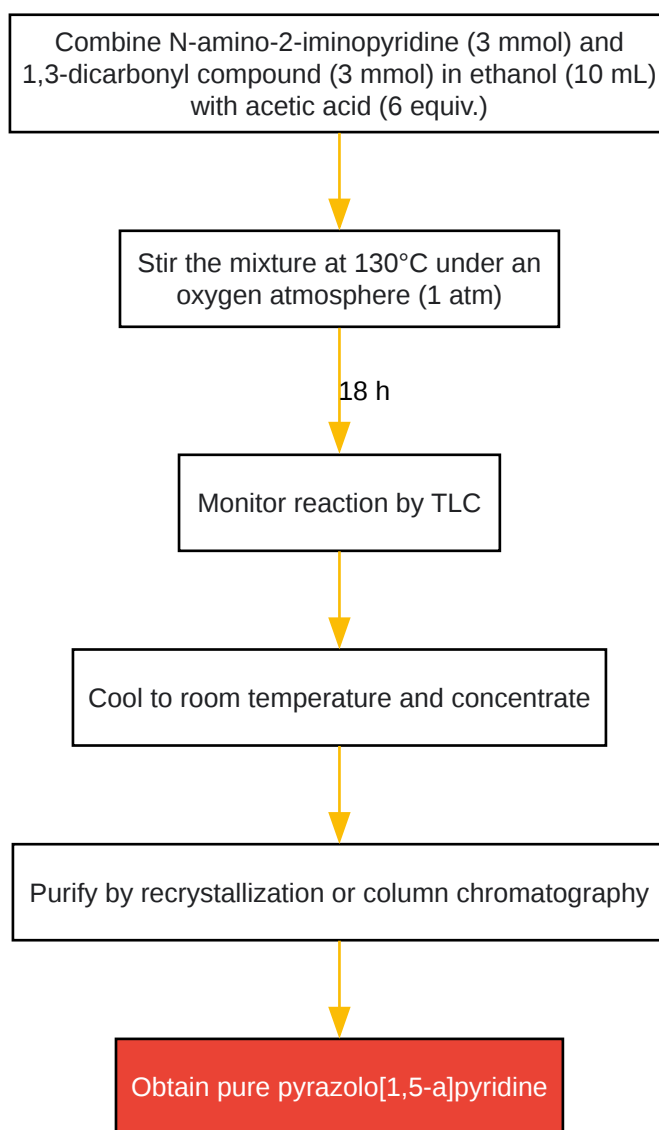 Combine N-amino-2-iminopyridine (3 mmol) and
1,3-dicarbonyl compound (3 mmol) in ethanol (10 mL)
with acetic acid (6 equiv.)
Stir the mixture at 130°C under an
oxygen atmosphere (1 atm)
18 h
Monitor reaction by TLC
Cool to room temperature and concentrate
Purify by recrystallization or column chromatography
Obtain pure pyrazolo[1,5-a]pyridine